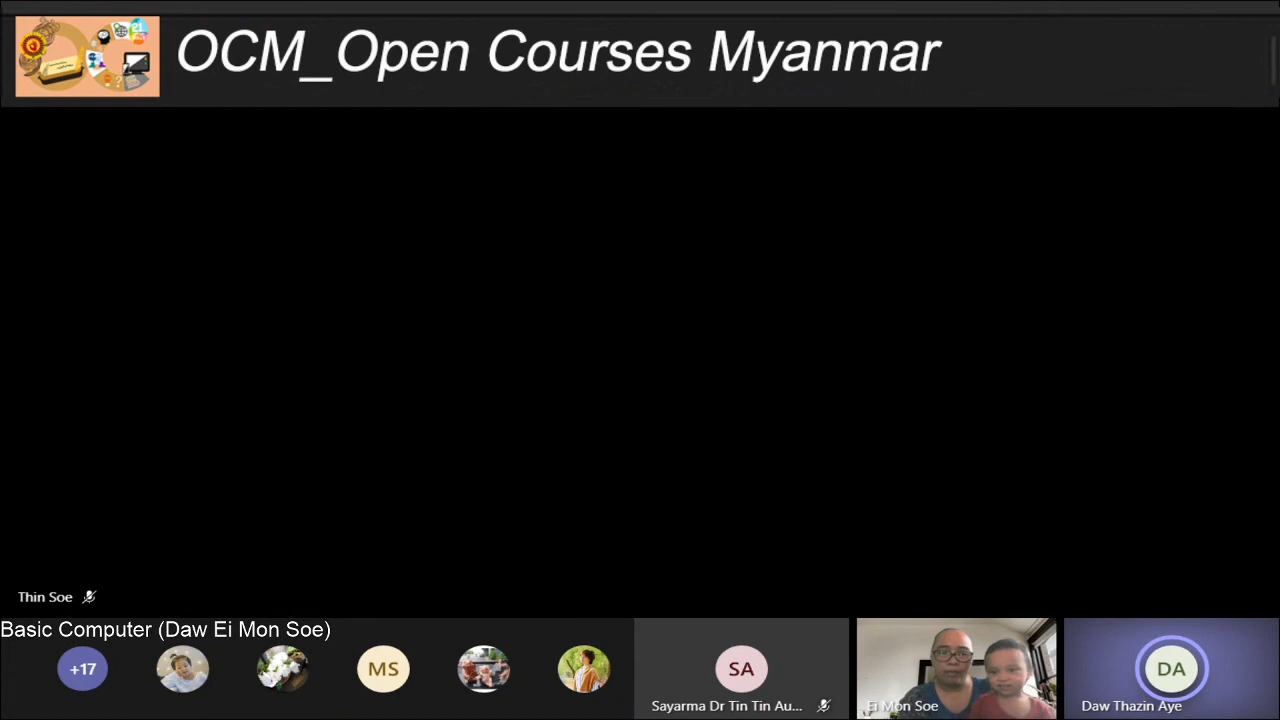 OCM_Open Courses Myanmar
Thin Soe
Basic Computer (Daw Ei Mon Soe)
+17
MS
SA
Sayarma Dr Tin Tin Au...
Ei Mon Soe
DA
Daw Thazin Aye